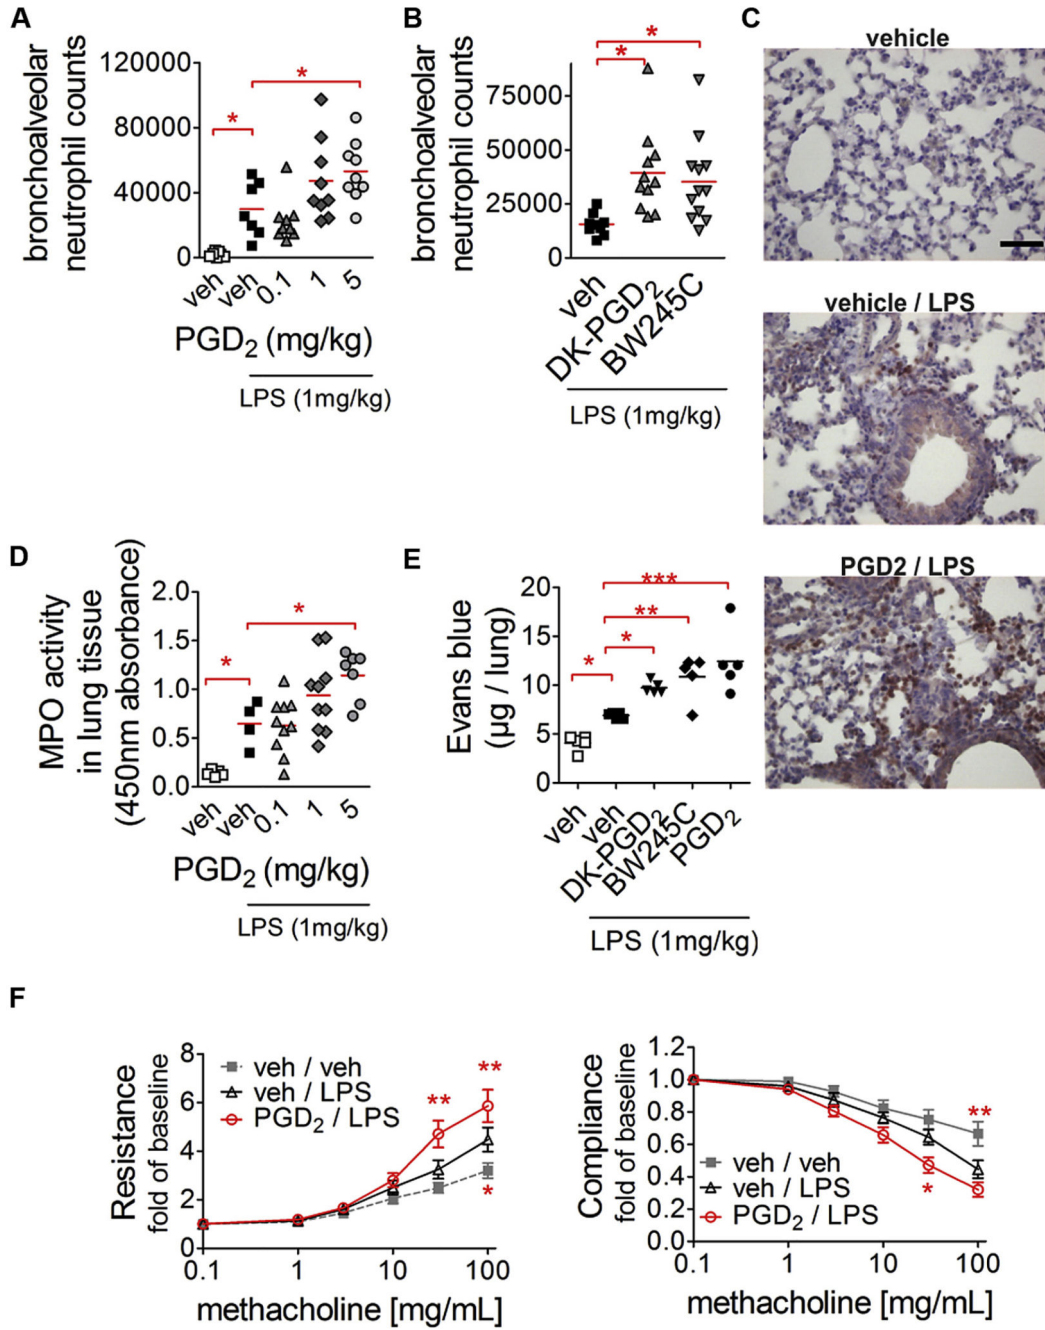 A
bronchoalveolar
neutrophil counts
120000
80000
40000
0
*
*
veh
veh
0.1
1
5
PGD2 (mg/kg)
LPS (1mg/kg)
B
bronchoalveolar
neutrophil counts
75000
50000
25000
0
*
*
veh
DK-PGD2
BW245C
LPS (1mg/kg)
C
vehicle
vehicle / LPS
PGD2 / LPS
D
MPO activity
in lung tissue
(450nm absorbance)
2.0
1.5
1.0
0.5
0.0
*
*
veh
veh
0.1
1
5
PGD2 (mg/kg)
LPS (1mg/kg)
E
Evans blue
(µg / lung)
20
15
10
5
0
*
*
**
***
veh
veh
DK-PGD2
BW245C
PGD2
LPS (1mg/kg)
F
Resistance
fold of baseline
8
6
4
2
0
veh / veh
veh / LPS
PGD2 / LPS
**
**
*
0.1 1 10 100
methacholine [mg/mL]
Compliance
fold of baseline
1.2
1.0
0.8
0.6
0.4
0.2
0.0
veh / veh
veh / LPS
PGD2 / LPS
**
*
0.1 1 10 100
methacholine [mg/mL]